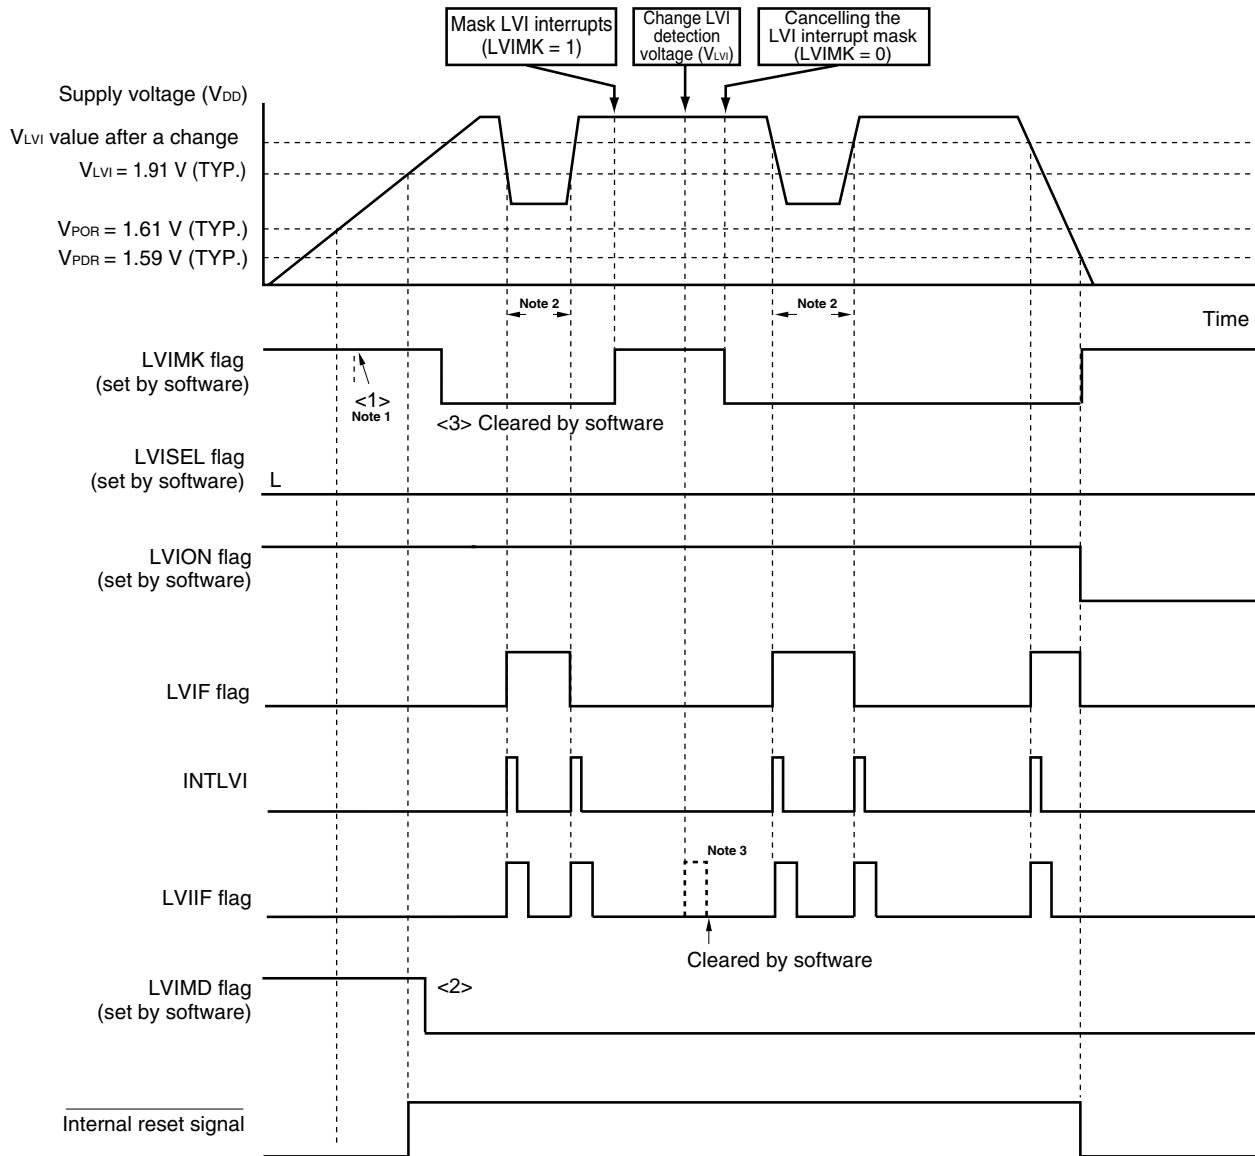 Mask LVI interrupts
(LVIMK = 1)
Change LVI
detection
voltage (VLVI)
Cancelling the
LVI interrupt mask
(LVIMK = 0)
Supply voltage (VDD)
VLVI value after a change
VLVI = 1.91 V (TYP.)
VPOR = 1.61 V (TYP.)
VPDR = 1.59 V (TYP.)
Note 2
Note 2
Time
LVIMK flag
(set by software)
<1>
Note 1
<3> Cleared by software
LVISEL flag
(set by software)
L
LVION flag
(set by software)
LVIF flag
INTLVI
Note 3
LVIIF flag
Cleared by software
LVIMD flag
(set by software)
<2>
Internal reset signal